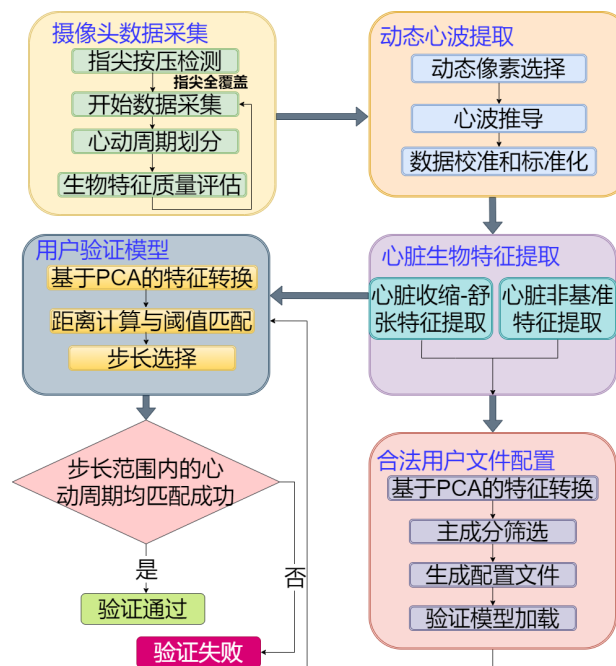 摄像头数据采集
指尖按压检测
指尖全覆盖
开始数据采集
心动周期划分
生物特征质量评估
动态心波提取
动态像素选择
心波推导
数据校准和标准化
心脏生物特征提取
心脏收缩-舒
张特征提取
心脏非基准
特征提取
用户验证模型
基于PCA的特征转换
距离计算与阈值匹配
步长选择
步长范围内的心
动周期均匹配成功
是
否
验证通过
验证失败
合法用户文件配置
基于PCA的特征转换
主成分筛选
生成配置文件
验证模型加载